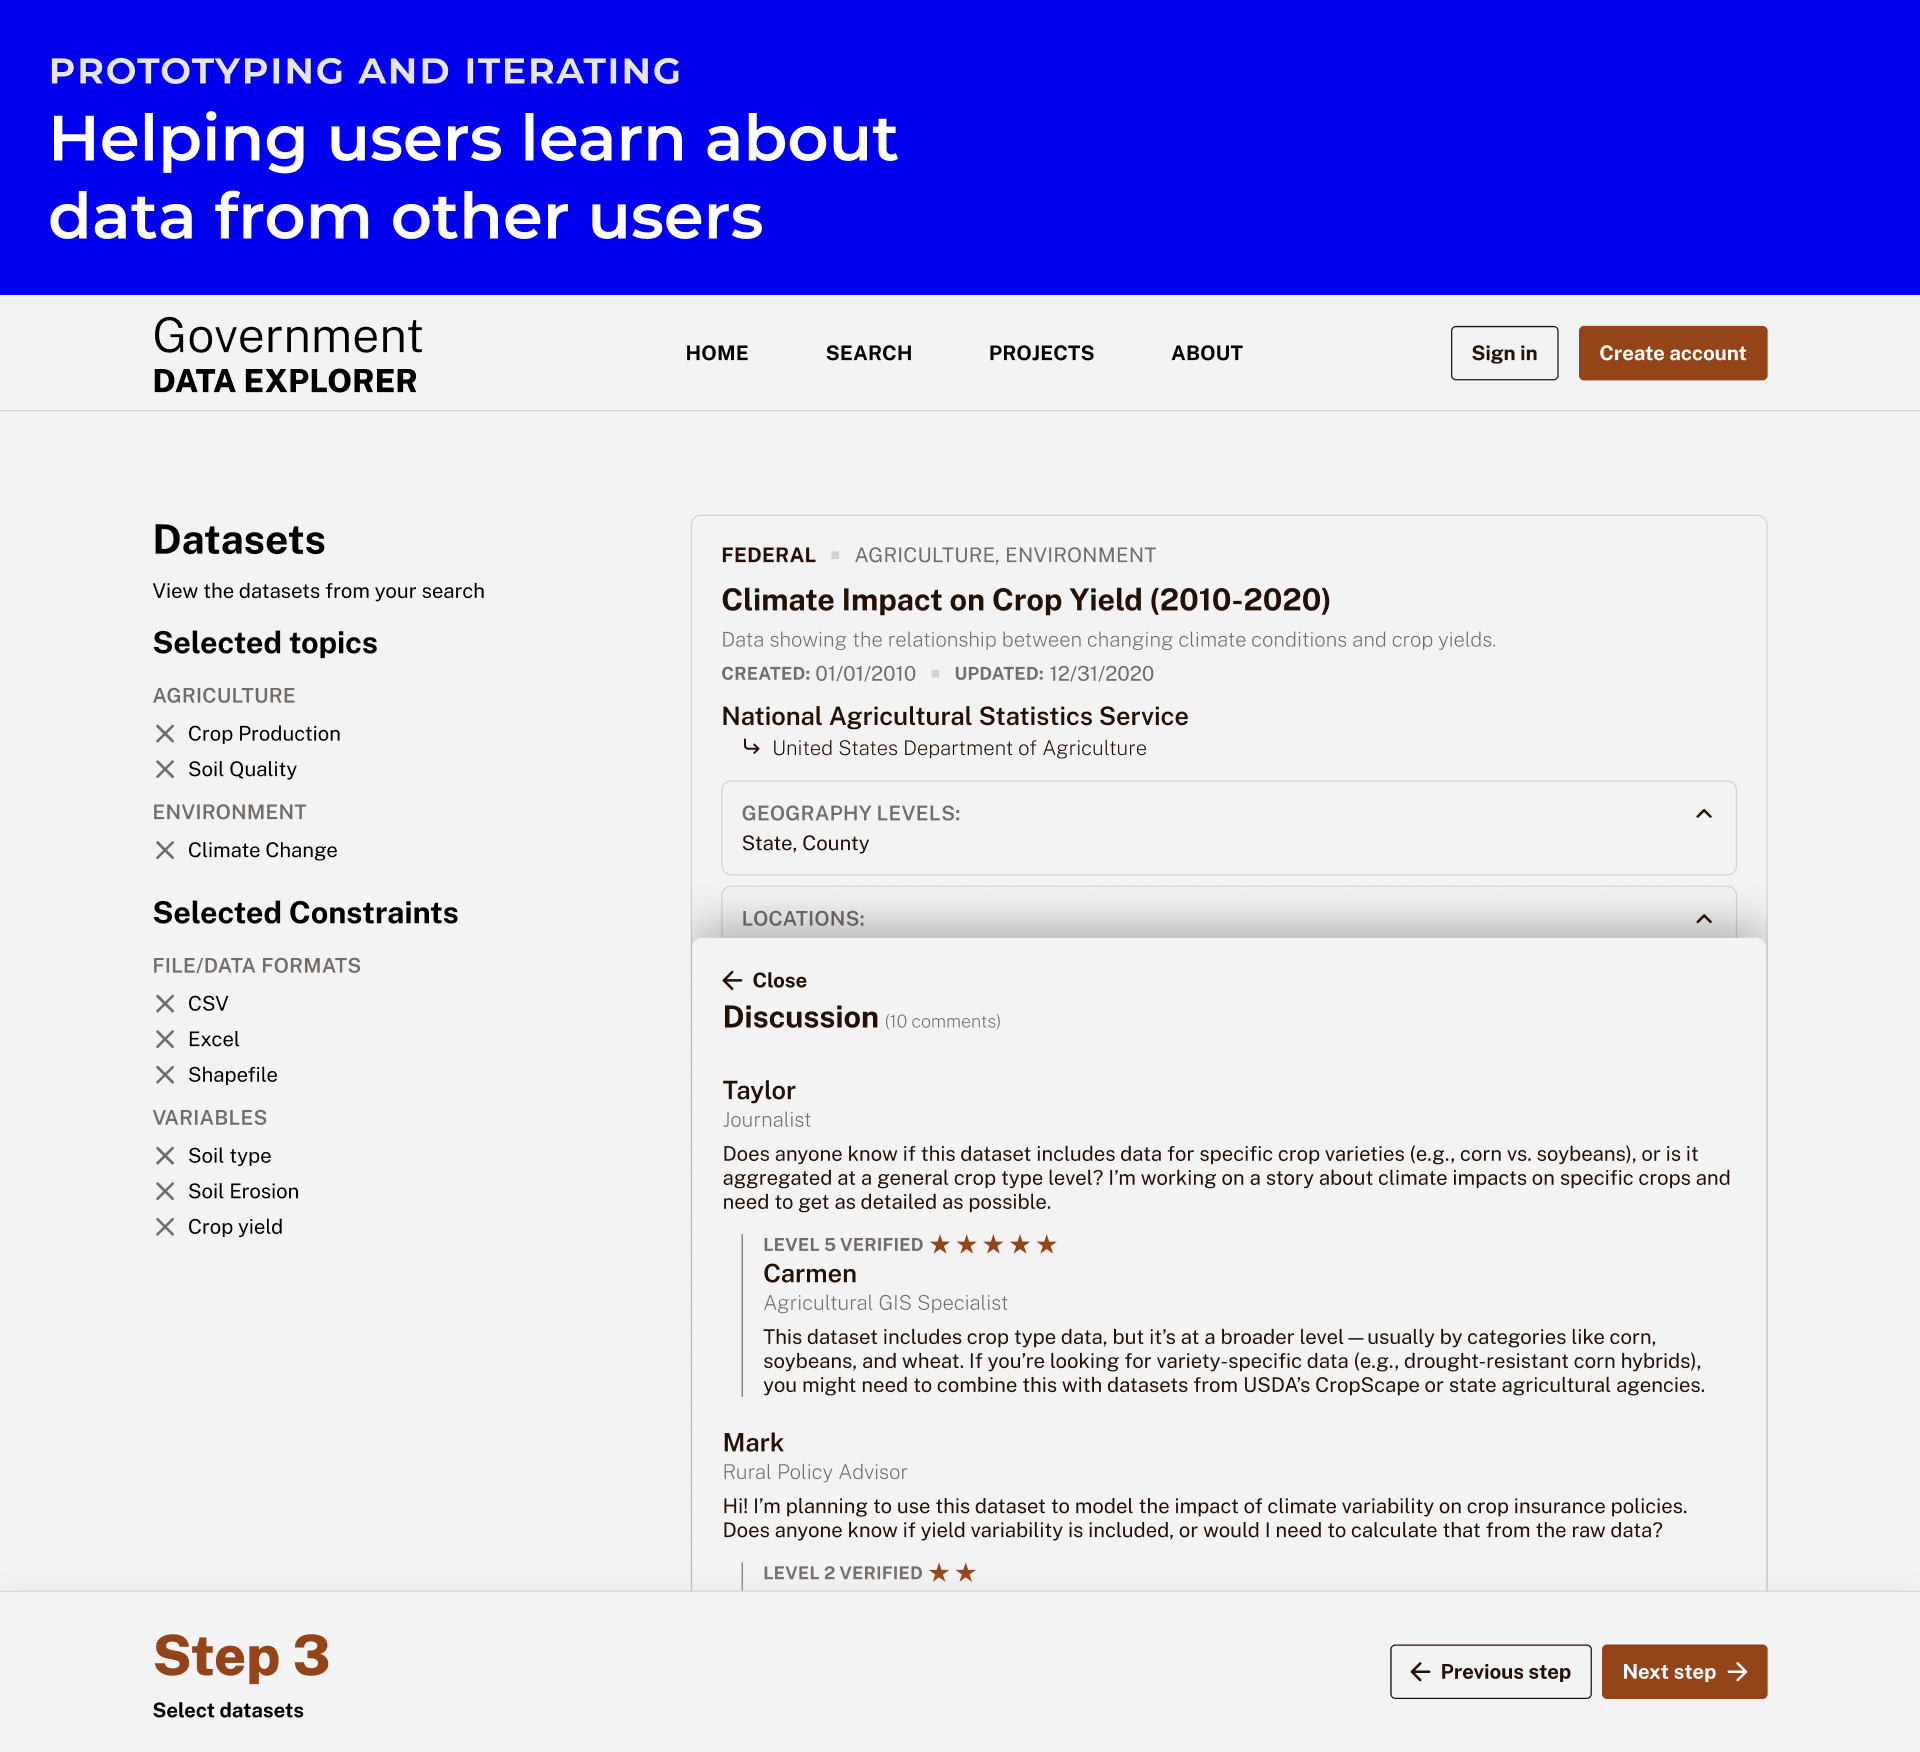 PROTOTYPING AND ITERATING
Helping users learn about
data from other users
Government
DATA EXPLORER
HOME
SEARCH
PROJECTS
ABOUT
Sign in
Create account
Datasets
View the datasets from your search
Selected topics
AGRICULTURE
Crop Production
Soil Quality
ENVIRONMENT
Climate Change
Selected Constraints
FILE/DATA FORMATS
CSV
Excel
Shapefile
VARIABLES
Soil type
Soil Erosion
Crop yield
FEDERAL ▪ AGRICULTURE, ENVIRONMENT
Climate Impact on Crop Yield (2010-2020)
Data showing the relationship between changing climate conditions and crop yields.
CREATED: 01/01/2010 ▪ UPDATED: 12/31/2020
National Agricultural Statistics Service
United States Department of Agriculture
GEOGRAPHY LEVELS:
State, County
LOCATIONS:
← Close
Discussion (10 comments)
Taylor
Journalist
Does anyone know if this dataset includes data for specific crop varieties (e.g., corn vs. soybeans), or is it
aggregated at a general crop type level? I’m working on a story about climate impacts on specific crops and
need to get as detailed as possible.
LEVEL 5 VERIFIED ★ ★ ★ ★ ★
Carmen
Agricultural GIS Specialist
This dataset includes crop type data, but it’s at a broader level — usually by categories like corn,
soybeans, and wheat. If you’re looking for variety-specific data (e.g., drought-resistant corn hybrids),
you might need to combine this with datasets from USDA’s CropScape or state agricultural agencies.
Mark
Rural Policy Advisor
Hi! I’m planning to use this dataset to model the impact of climate variability on crop insurance policies.
Does anyone know if yield variability is included, or would I need to calculate that from the raw data?
LEVEL 2 VERIFIED ★ ★
Step 3
Select datasets
← Previous step
Next step →